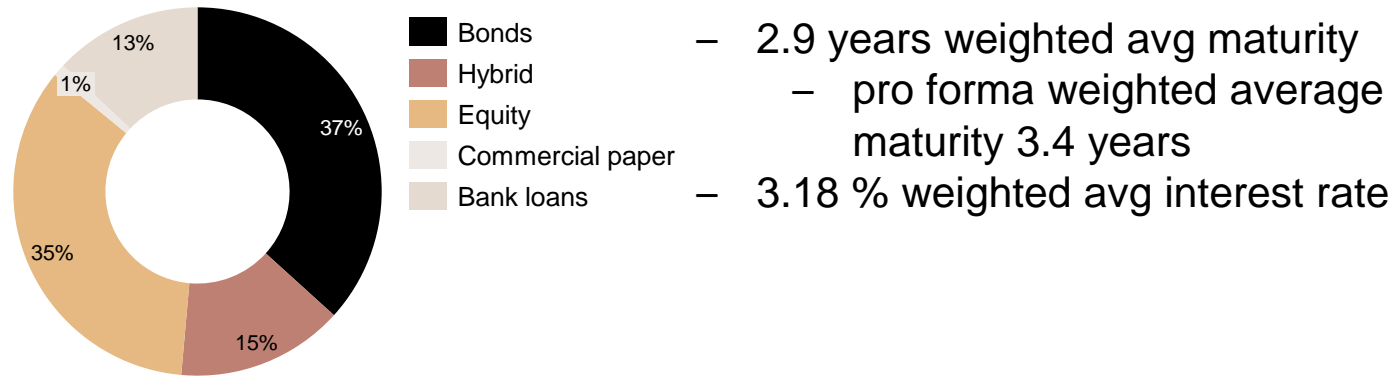 13%
1%
37%
35%
15%
Bonds
Hybrid
Equity
Commercial paper
Bank loans
– 2.9 years weighted avg maturity
– pro forma weighted average
maturity 3.4 years
– 3.18 % weighted avg interest rate